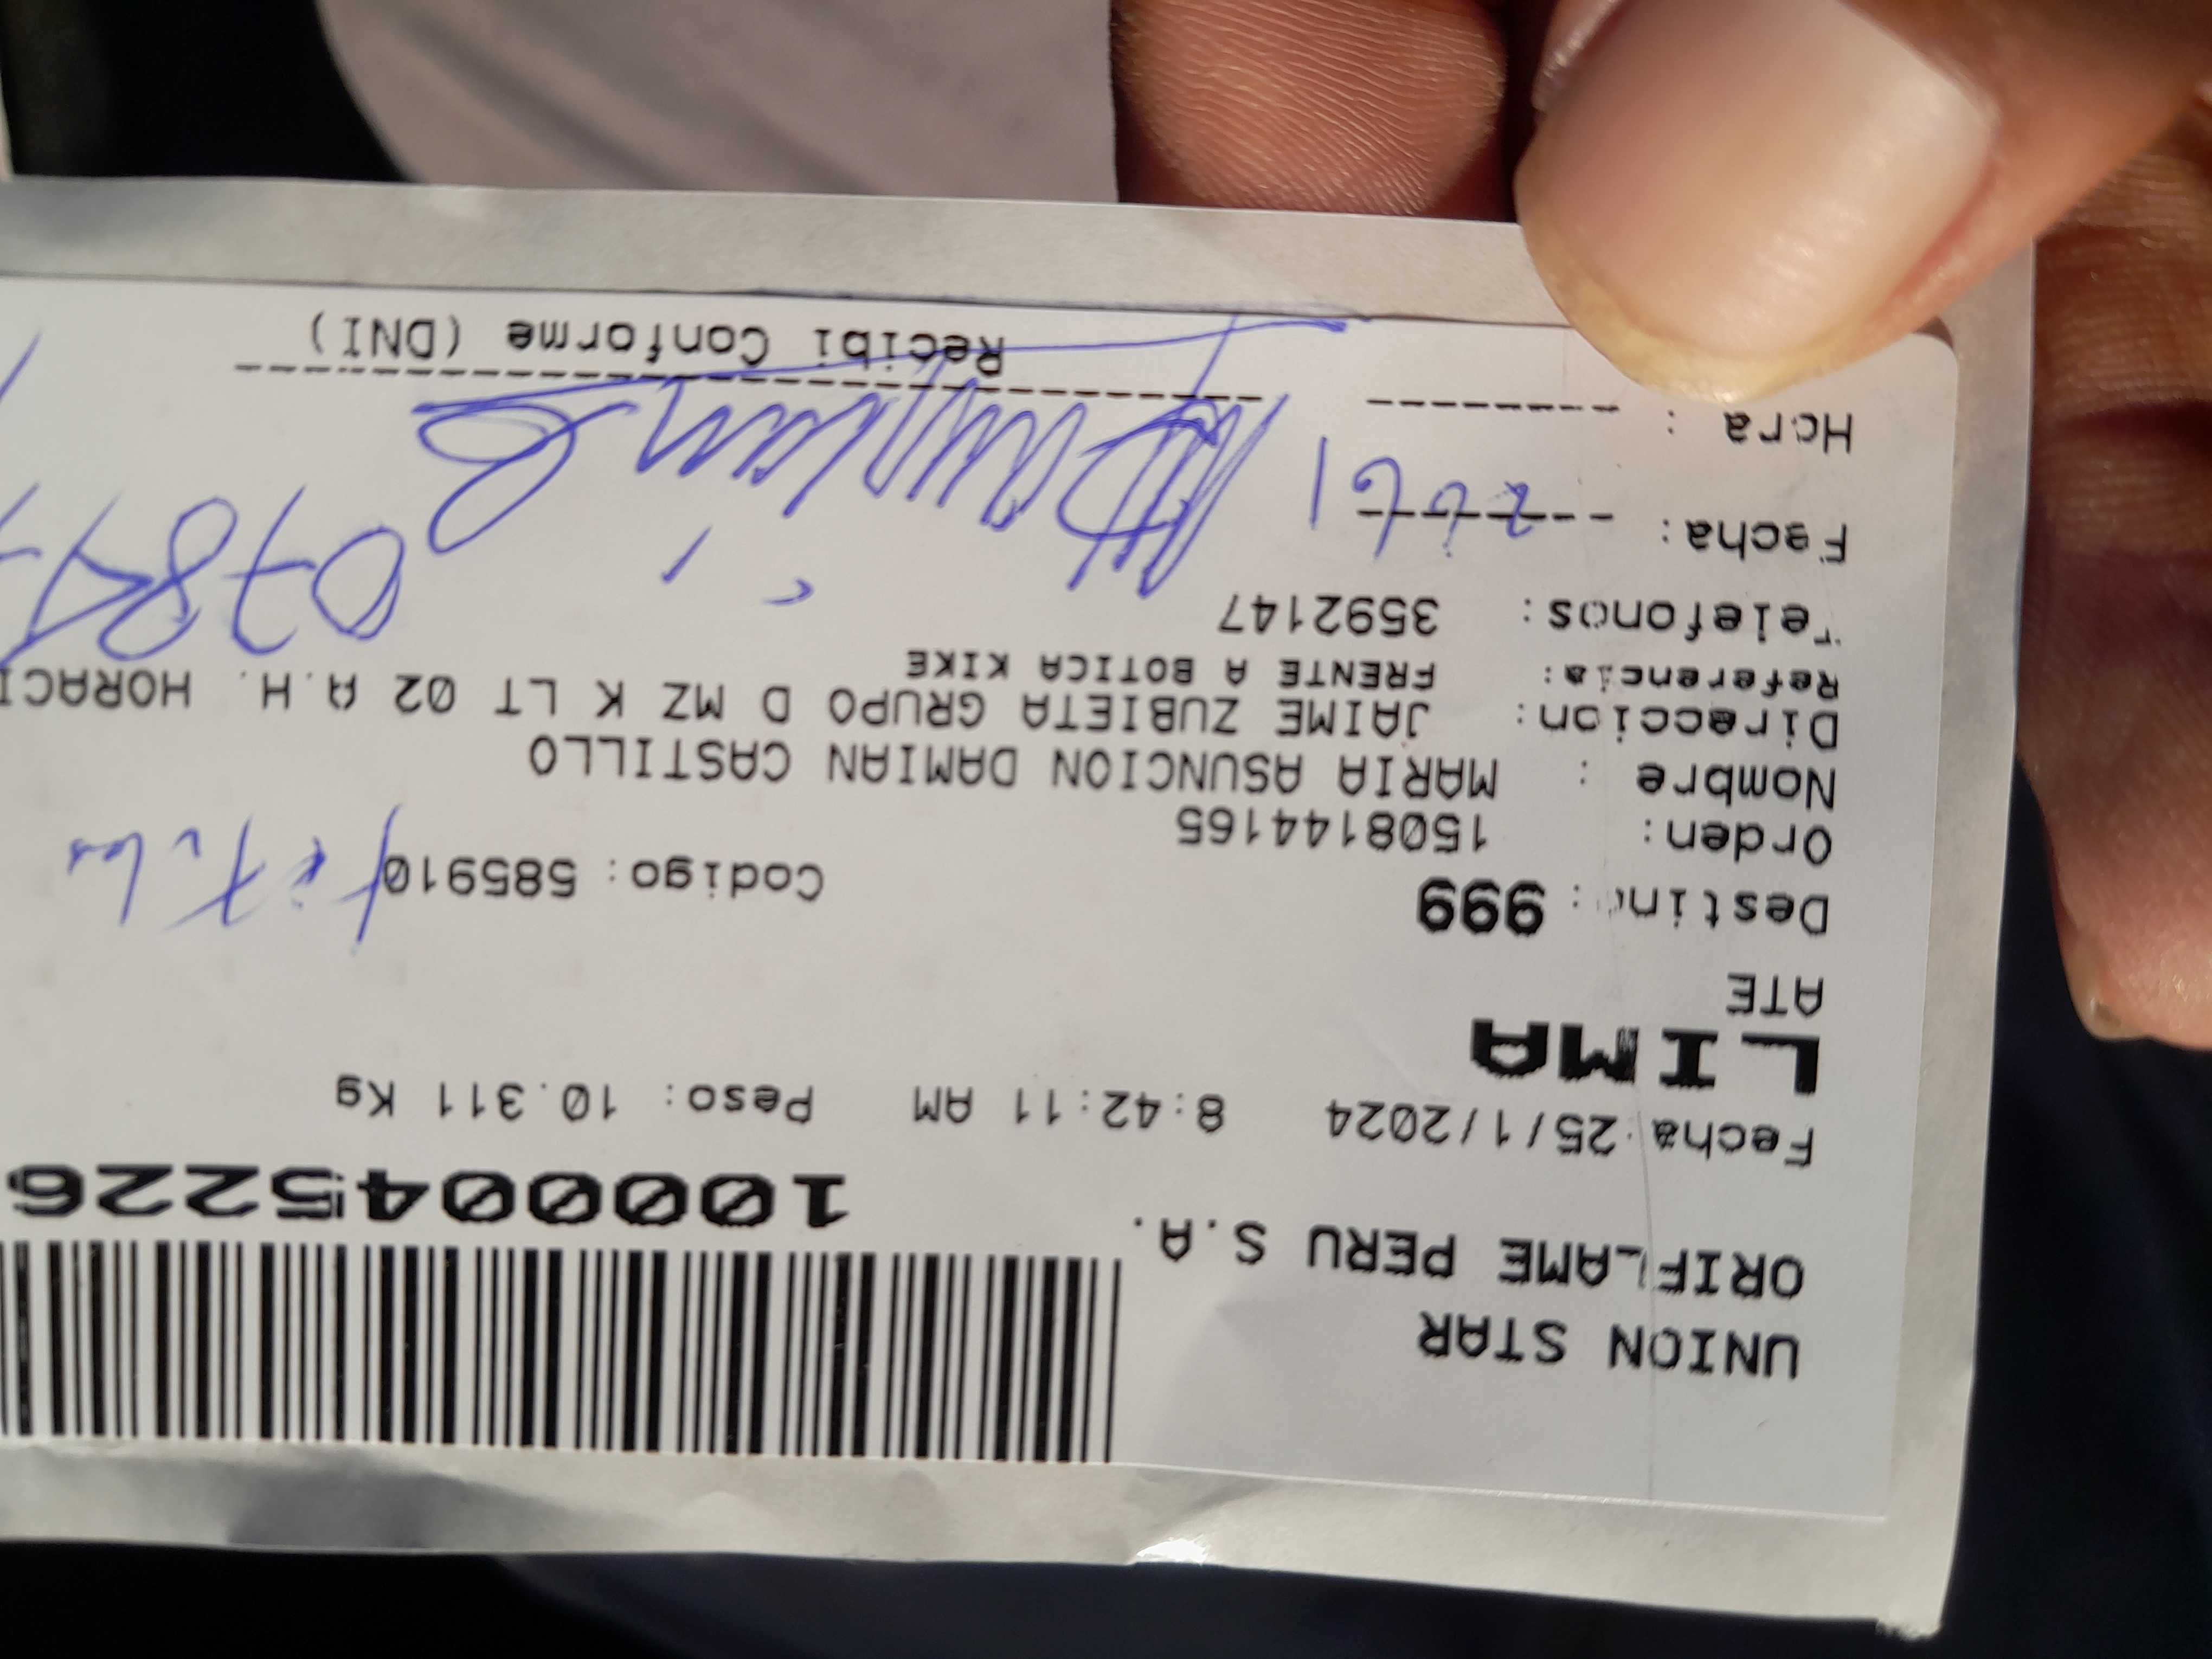 UNION STAR
ORIFLAME PERU S.A.
1000045226
Fecha 25/1/2024 8:42:11 AM Peso: 10.311 Kg
LIMA
ATE
Destino: 999 Codigo: 585910
Orden: 1508144165
Nombre : MARIA ASUNCION DAMIAN CASTILLO
Direccion: JAIME ZUBIETA GRUPO D MZ K LT 02 A.H. HORACI
Referencia: FRENTE A BOTICA KIKE
Telefonos: 3592147
Fecha:
Hora :
Recibi Conforme (DNI)